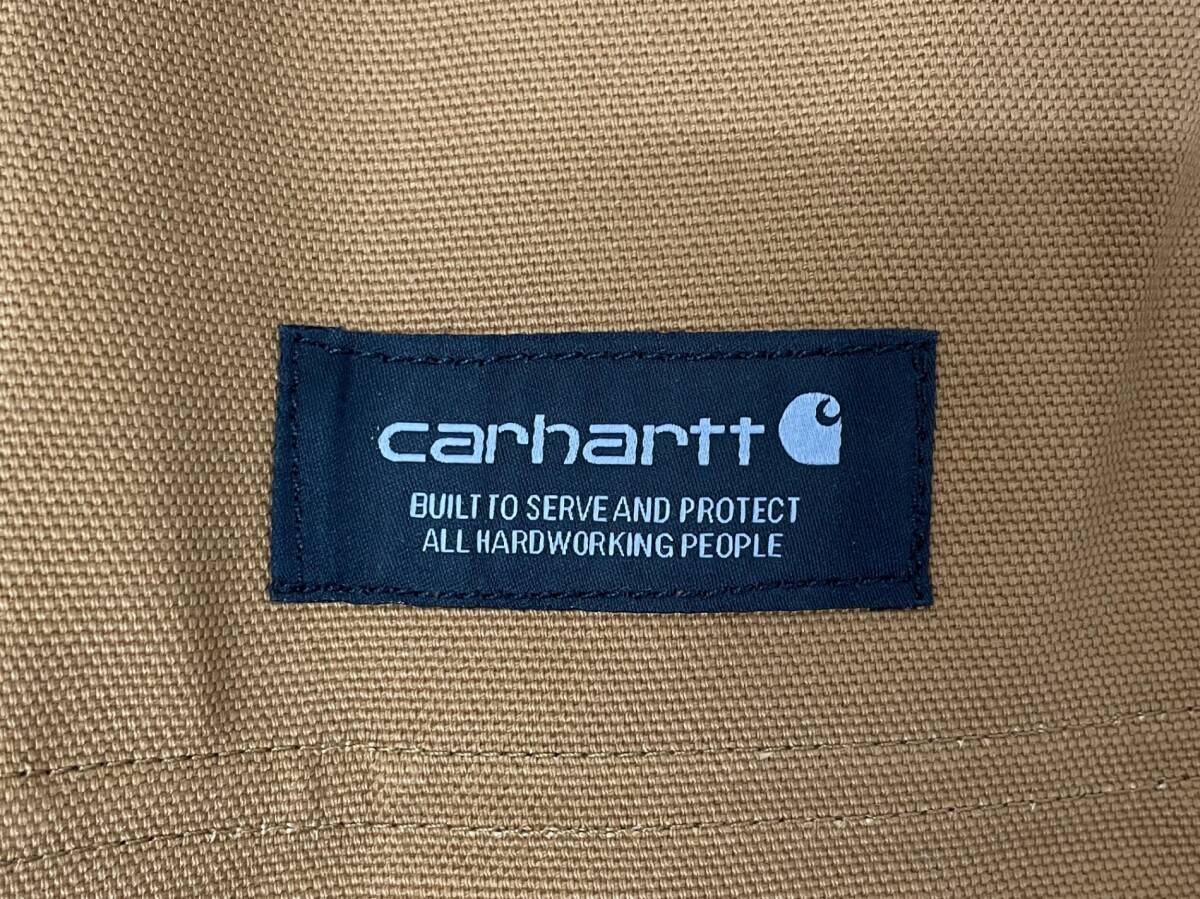 carhartt
BUILT TO SERVE AND PROTECT
ALL HARDWORKING PEOPLE